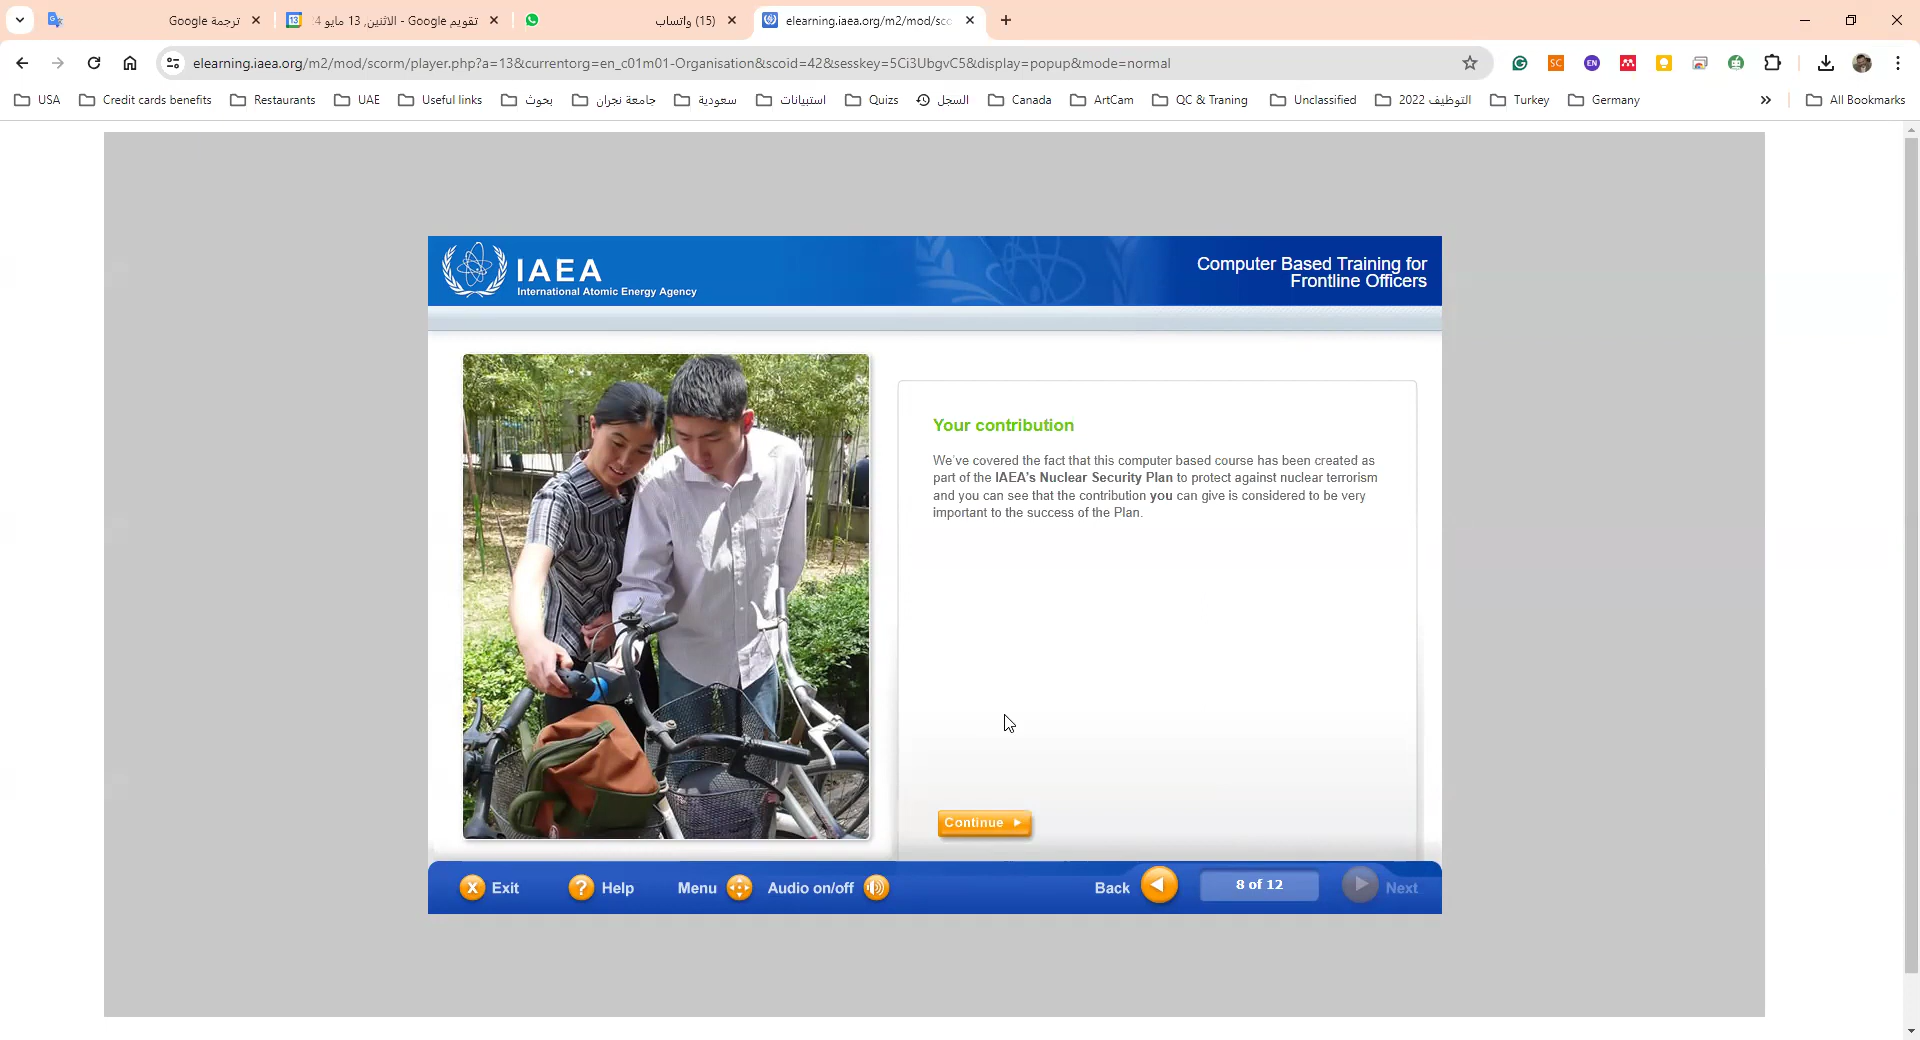 ترجمة Google
تقويم Google - الاثنين, 13 مايو 24
(15) واتساب
elearning.iaea.org/m2/mod/sco
elearning.iaea.org/m2/mod/scorm/player.php?a=13&currentorg=en_c01m01-Organisation&scoid=42&sesskey=5Ci3UbgvC5&display=popup&mode=normal
USA
Credit cards benefits
Restaurants
UAE
Useful links
بحوث
جامعة نجران
سعودية
استبيانات
Quizs
السجل
Canada
ArtCam
QC & Traning
Unclassified
التوظيف 2022
Turkey
Germany
All Bookmarks
IAEA
International Atomic Energy Agency
Computer Based Training for
Frontline Officers
Your contribution
We've covered the fact that this computer based course has been created as
part of the IAEA's Nuclear Security Plan to protect against nuclear terrorism
and you can see that the contribution you can give is considered to be very
important to the success of the Plan.
Continue
Exit
Help
Menu
Audio on/off
Back
8 of 12
Next